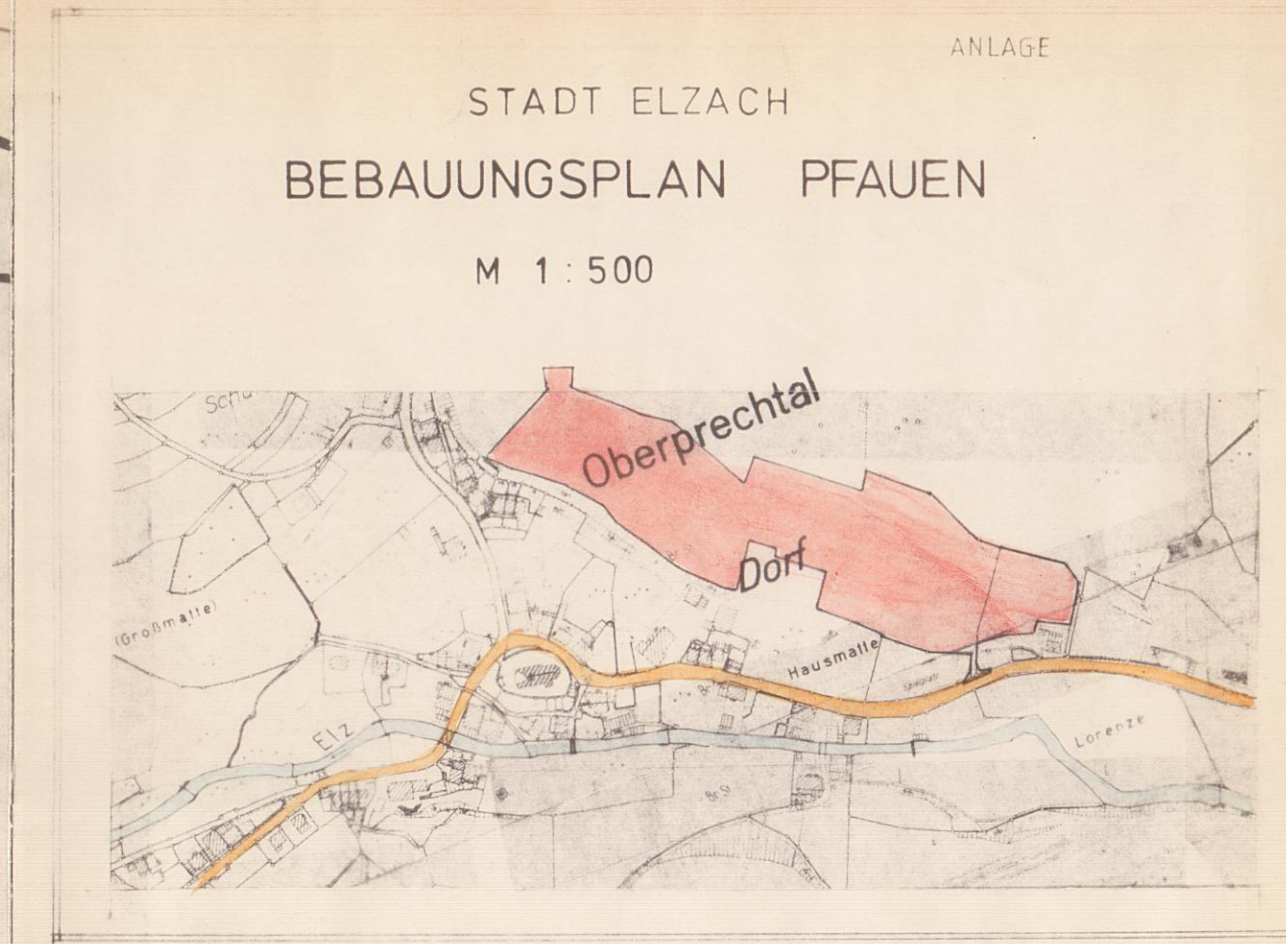 ANLAGE
STADT ELZACH
BEBAUUNGSPLAN PFAUEN
M 1:500
Oberprechtal
Dorf
(Großmatte)
Hausmatte
Elz
Lorenze